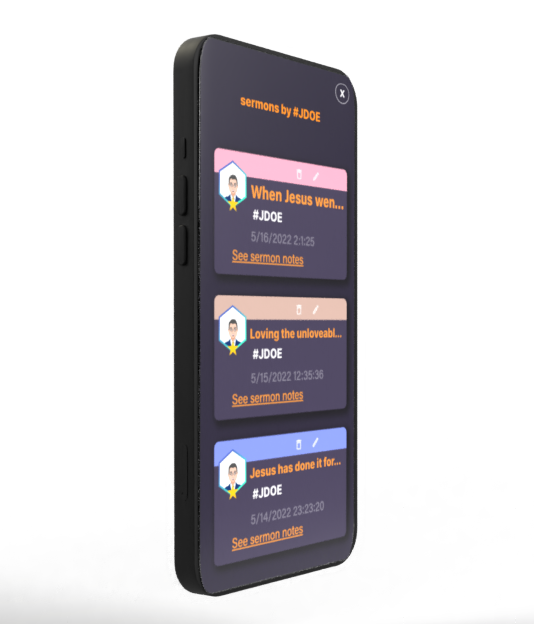 X
sermons by #JDOE
When Jesus wen...
#JDOE
5/16/2022 2:1:25
See sermon notes
Loving the unloveabl...
#JDOE
5/15/2022 12:35:36
See sermon notes
Jesus has done it for...
#JDOE
5/14/2022 23:23:20
See sermon notes